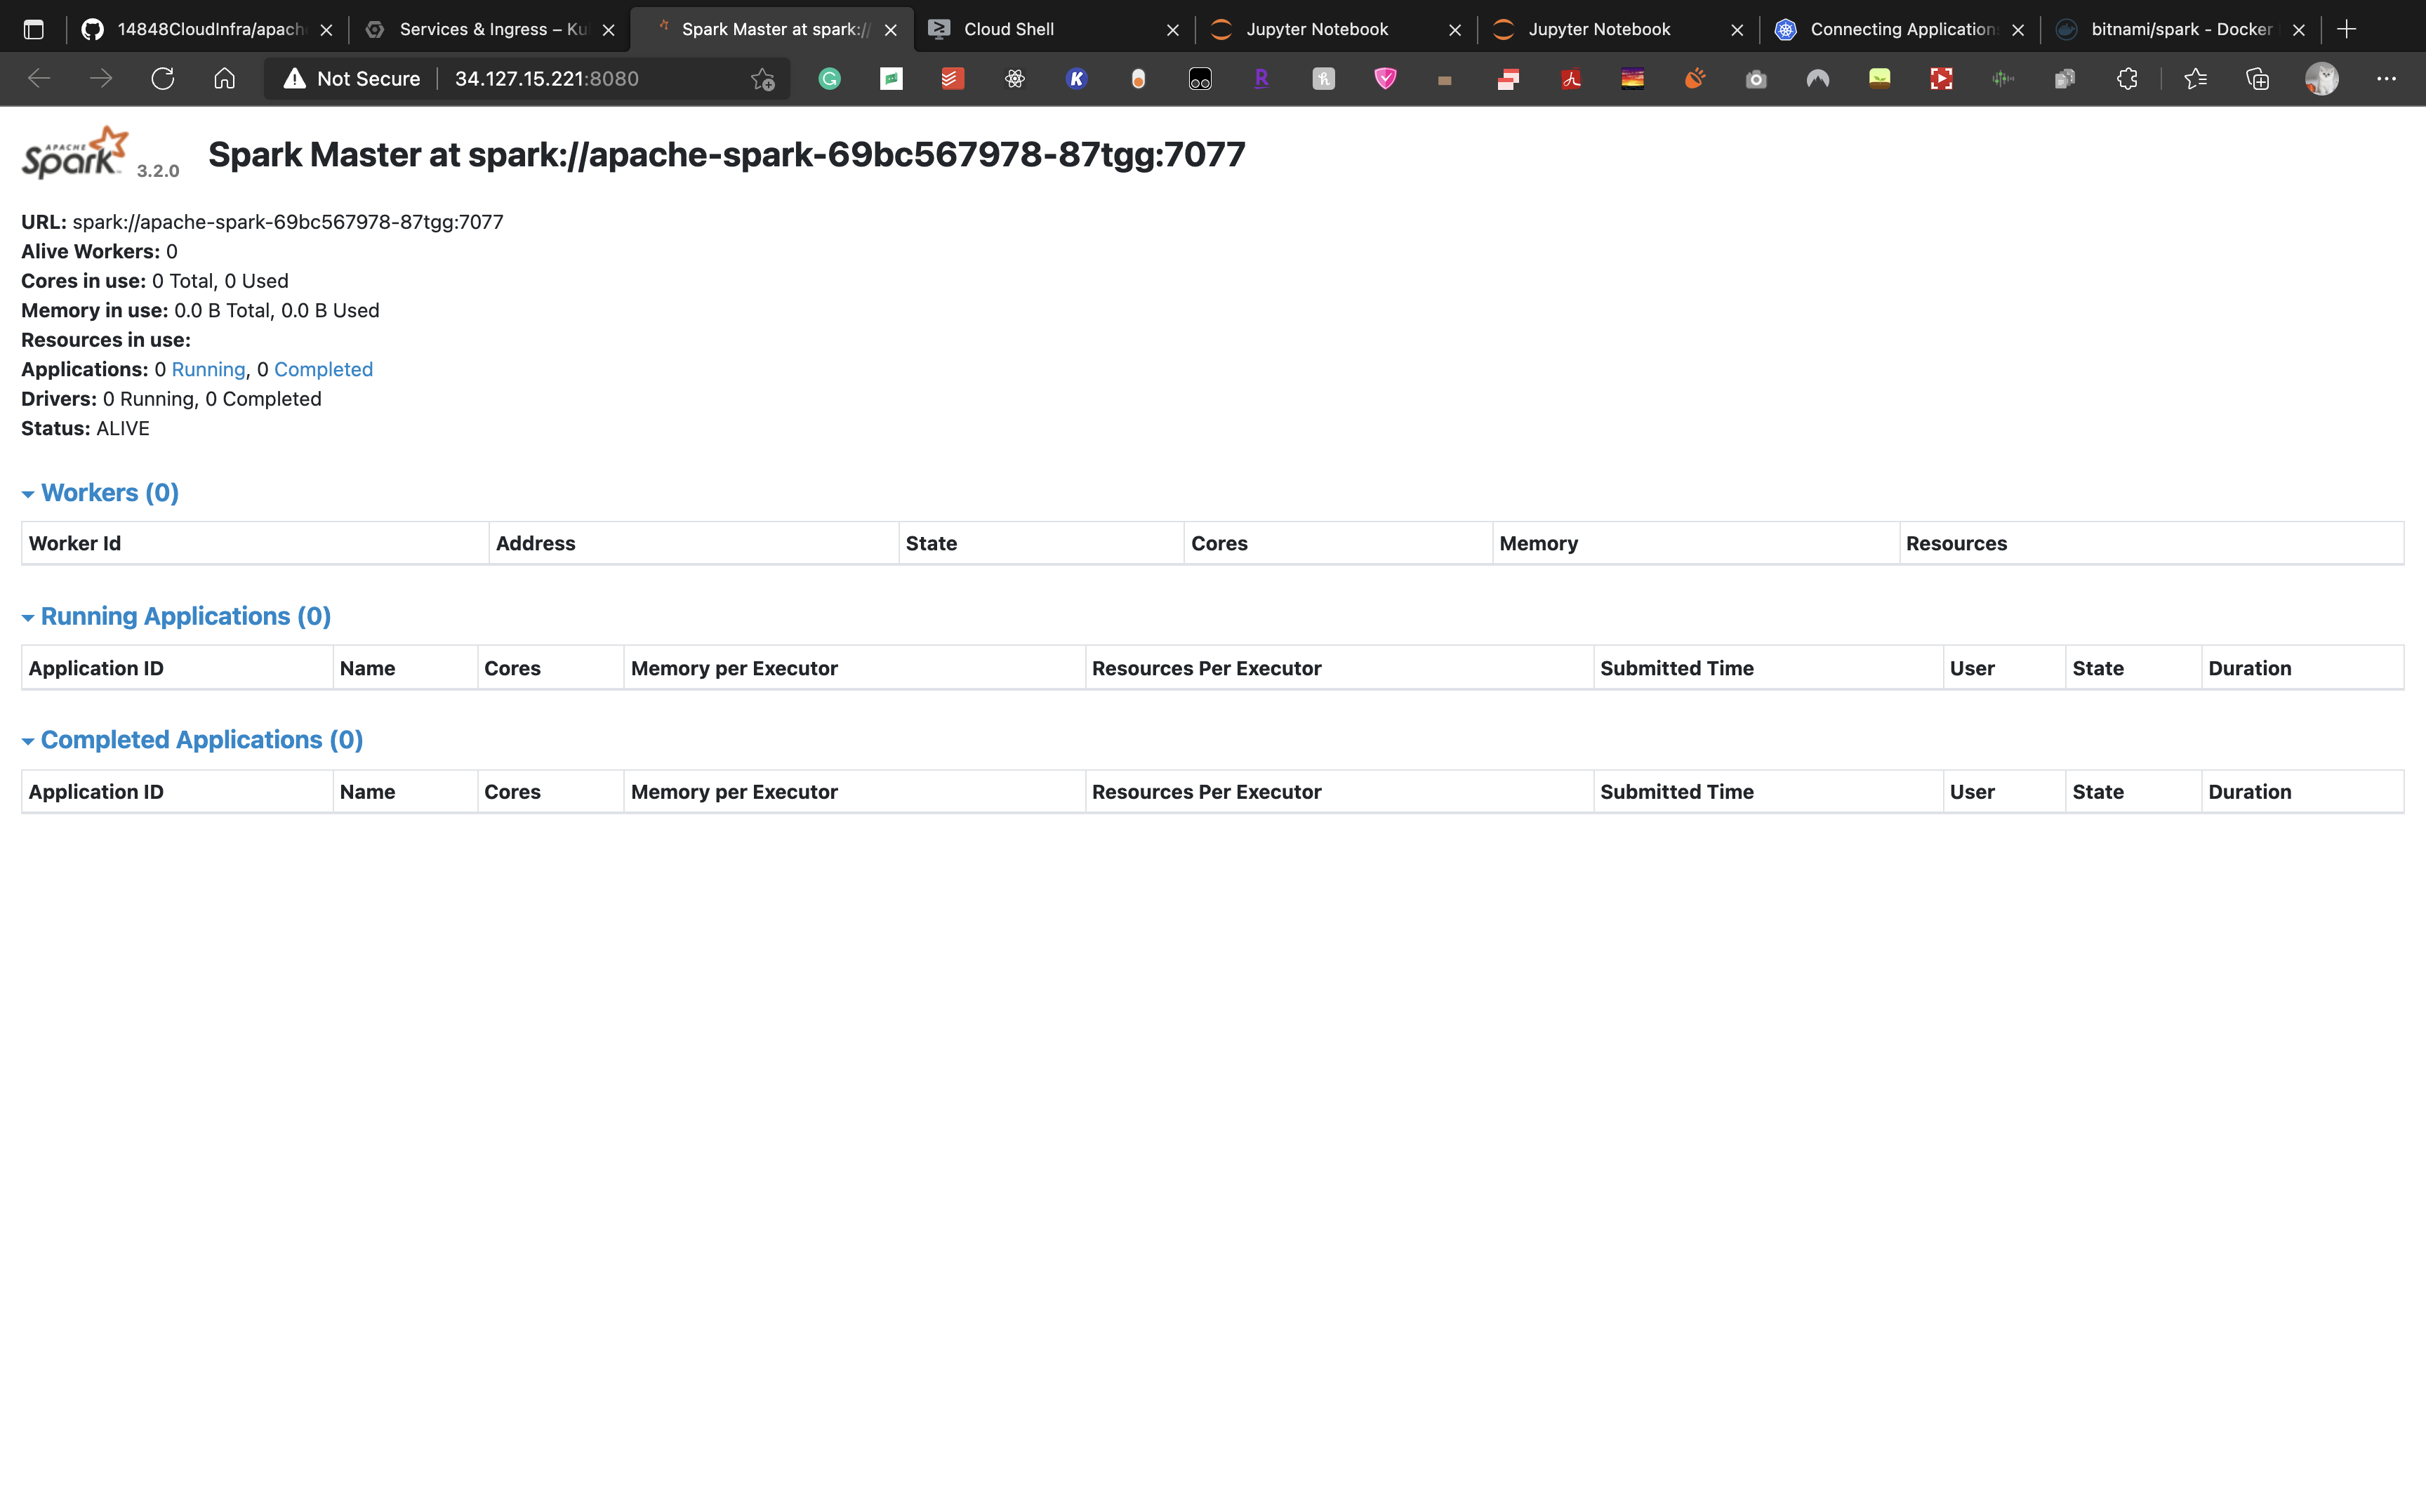 14848CloudInfra/apach
Services & Ingress – Ku
Spark Master at spark://
Cloud Shell
Jupyter Notebook
Jupyter Notebook
Connecting Application
bitnami/spark - Docker
Not Secure
34.127.15.221:8080
APACHE
Spark
3.2.0
Spark Master at spark://apache-spark-69bc567978-87tgg:7077
URL: spark://apache-spark-69bc567978-87tgg:7077
Alive Workers: 0
Cores in use: 0 Total, 0 Used
Memory in use: 0.0 B Total, 0.0 B Used
Resources in use:
Applications: 0 Running, 0 Completed
Drivers: 0 Running, 0 Completed
Status: ALIVE
Workers (0)
Worker Id Address State Cores Memory Resources
Running Applications (0)
Application ID Name Cores Memory per Executor Resources Per Executor Submitted Time User State Duration
Completed Applications (0)
Application ID Name Cores Memory per Executor Resources Per Executor Submitted Time User State Duration